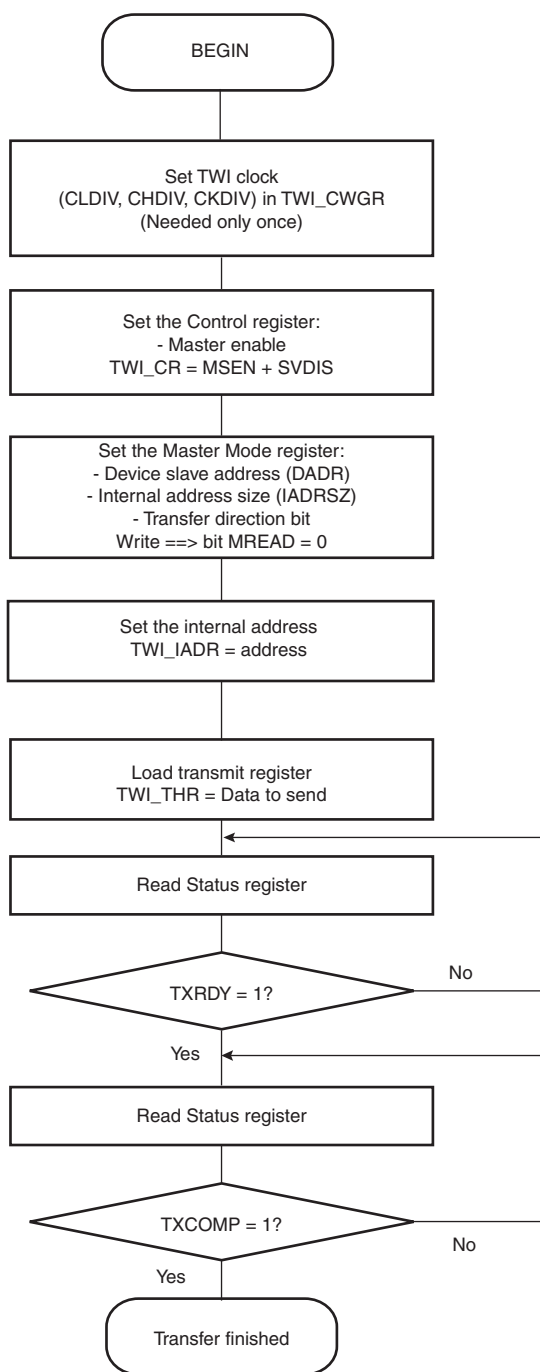 BEGIN
Set TWI clock
(CLDIV, CHDIV, CKDIV) in TWI_CWGR
(Needed only once)
Set the Control register:
- Master enable
TWI_CR = MSEN + SVDIS
Set the Master Mode register:
- Device slave address (DADR)
- Internal address size (IADRSZ)
- Transfer direction bit
Write ==> bit MREAD = 0
Set the internal address
TWI_IADR = address
Load transmit register
TWI_THR = Data to send
Read Status register
TXRDY = 1?
No
Yes
Read Status register
TXCOMP = 1?
No
Yes
Transfer finished